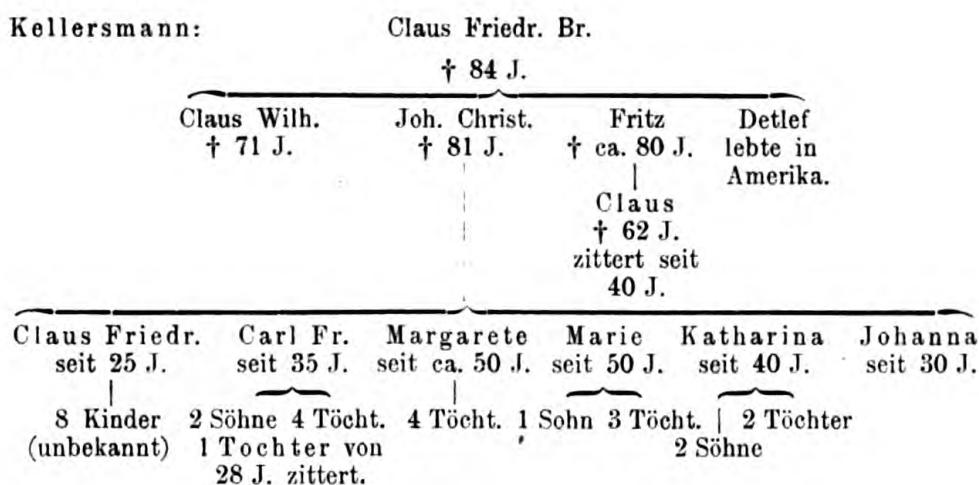 Kellersmann: Claus Friedr. Br.
† 84 J.
Claus Wilh. Joh. Christ. Fritz Detlef
† 71 J. † 81 J. † ca. 80 J. lebte in
Amerika.
Claus
† 62 J.
zittert seit
40 J.
Claus Friedr. Carl Fr. Margarete Marie Katharina Johanna
seit 25 J. seit 35 J. seit ca. 50 J. seit 50 J. seit 40 J. seit 30 J.
8 Kinder 2 Söhne 4 Töcht. 4 Töcht. 1 Sohn 3 Töcht. 2 Töchter
(unbekannt) 1 Tochter von 2 Söhne
28 J. zittert.